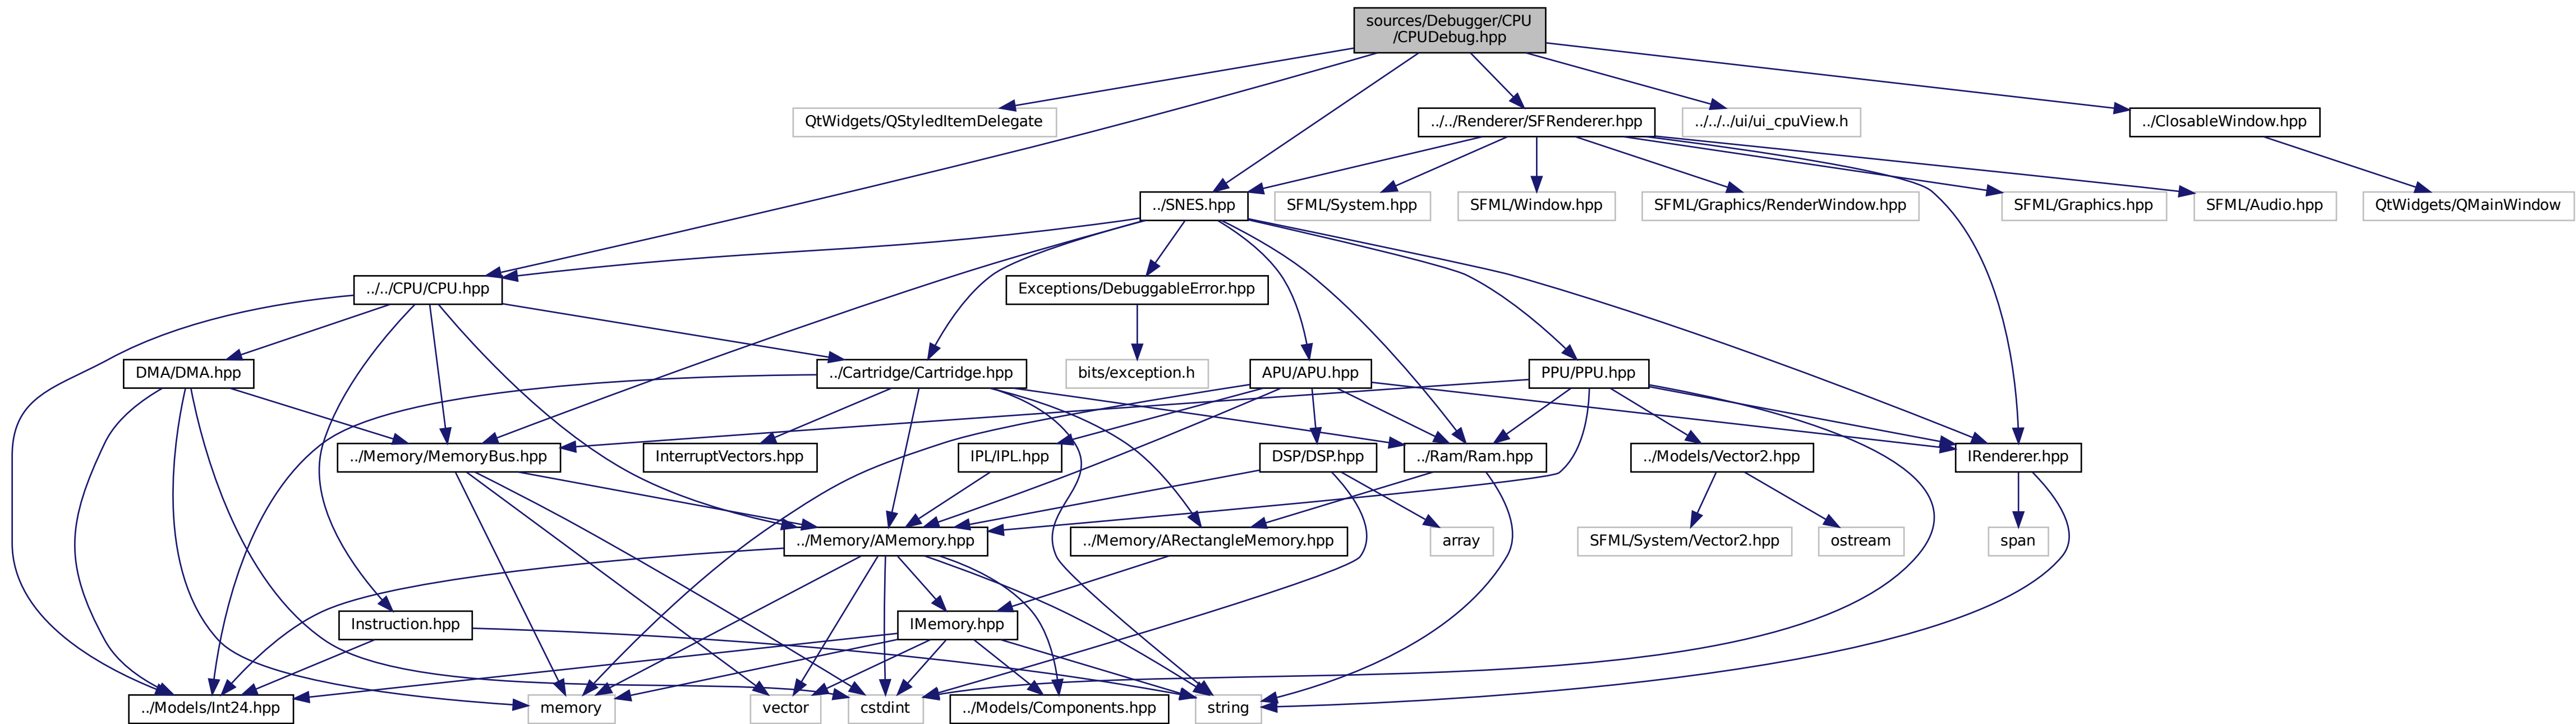 sources/Debugger/CPU
/CPUDebug.hpp
QtWidgets/QStyledItemDelegate
../../Renderer/SFRenderer.hpp
../../../ui/ui_cpuView.h
../ClosableWindow.hpp
../SNES.hpp
SFML/System.hpp
SFML/Window.hpp
SFML/Graphics/RenderWindow.hpp
SFML/Graphics.hpp
SFML/Audio.hpp
QtWidgets/QMainWindow
../../CPU/CPU.hpp
Exceptions/DebuggableError.hpp
DMA/DMA.hpp
../Cartridge/Cartridge.hpp
bits/exception.h
APU/APU.hpp
PPU/PPU.hpp
../Memory/MemoryBus.hpp
InterruptVectors.hpp
IPL/IPL.hpp
DSP/DSP.hpp
../Ram/Ram.hpp
../Models/Vector2.hpp
IRenderer.hpp
../Memory/AMemory.hpp
../Memory/ARectangleMemory.hpp
array
SFML/System/Vector2.hpp
ostream
span
Instruction.hpp
IMemory.hpp
../Models/Int24.hpp
memory
vector
cstdint
../Models/Components.hpp
string